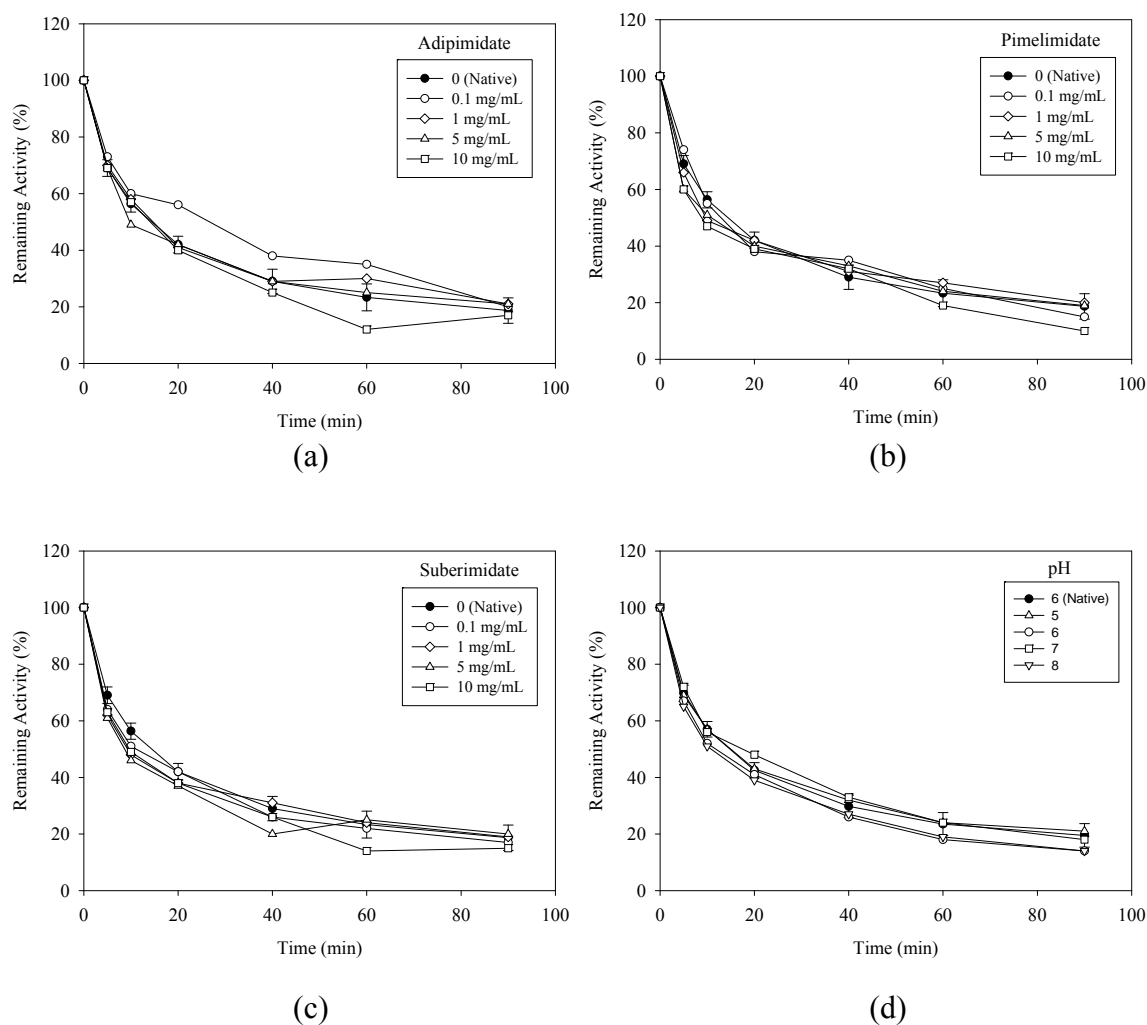 Adipimidate
0 (Native)
0.1 mg/mL
1 mg/mL
5 mg/mL
10 mg/mL
Remaining Activity (%)
120
100
80
60
40
20
0
0 20 40 60 80 100
Time (min)
(a)
Pimelimidate
0 (Native)
0.1 mg/mL
1 mg/mL
5 mg/mL
10 mg/mL
Remaining Activity (%)
120
100
80
60
40
20
0
0 20 40 60 80 100
Time (min)
(b)
Suberimidate
0 (Native)
0.1 mg/mL
1 mg/mL
5 mg/mL
10 mg/mL
Remaining Activity (%)
120
100
80
60
40
20
0
0 20 40 60 80 100
Time (min)
(c)
pH
6 (Native)
5
6
7
8
Remaining Activity (%)
120
100
80
60
40
20
0
0 20 40 60 80 100
Time (min)
(d)